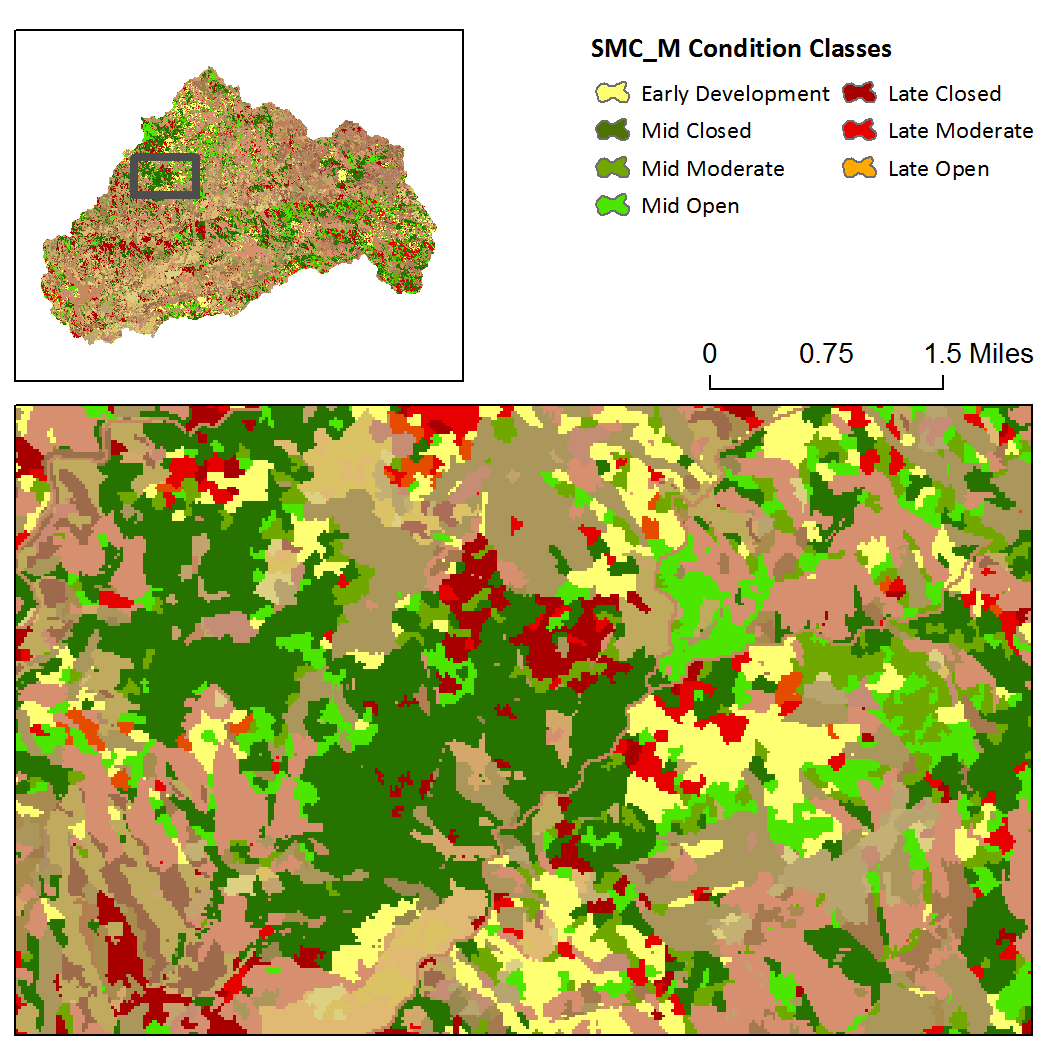 SMC_M Condition Classes
Early Development
Late Closed
Mid Closed
Late Moderate
Mid Moderate
Late Open
Mid Open
0 0.75 1.5 Miles